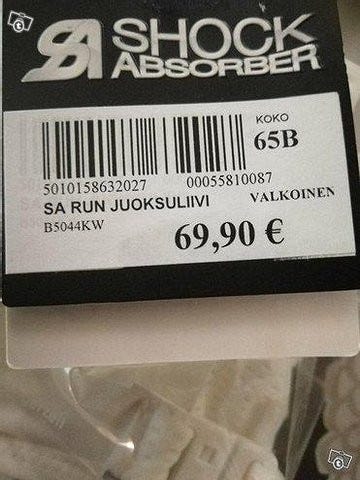 SA SHOCK
ABSORBER
KOKO
65B
5010158632027 00055810087
SA RUN JUOKSULIIVI VALKOINEN
B5044KW
69,90 €